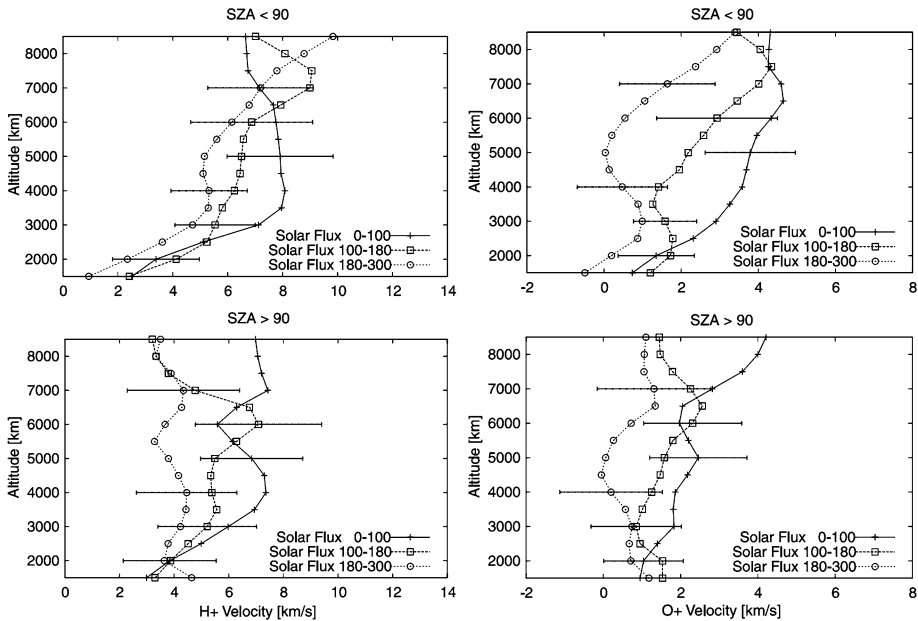 SZA < 90
Altitude [km]
8000
7000
6000
5000
4000
3000
2000
Solar Flux 0-100
Solar Flux 100-180
Solar Flux 180-300
0 2 4 6 8 10 12 14
SZA < 90
Altitude [km]
8000
7000
6000
5000
4000
3000
2000
Solar Flux 0-100
Solar Flux 100-180
Solar Flux 180-300
0 2 4 6 8
SZA > 90
Altitude [km]
8000
7000
6000
5000
4000
3000
2000
Solar Flux 0-100
Solar Flux 100-180
Solar Flux 180-300
0 2 4 6 8 10 12 14
H+ Velocity [km/s]
SZA > 90
Altitude [km]
8000
7000
6000
5000
4000
3000
2000
Solar Flux 0-100
Solar Flux 100-180
Solar Flux 180-300
0 2 4 6 8
O+ Velocity [km/s]